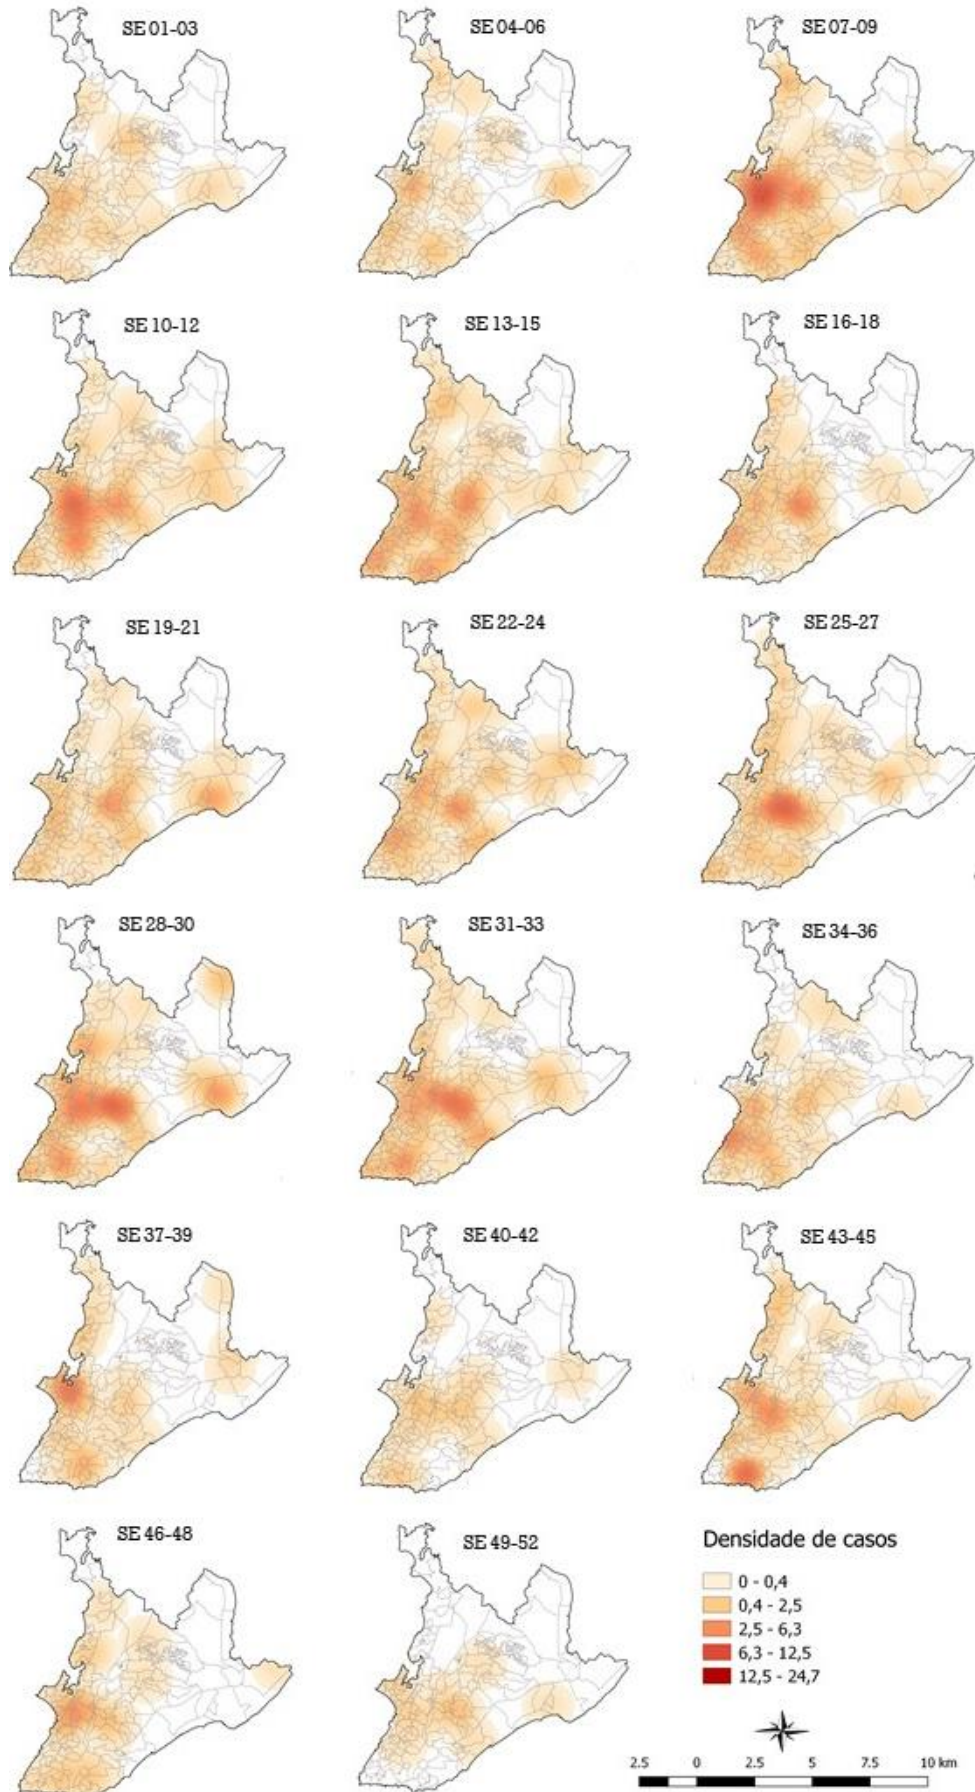 SE 01-03
SE 04-06
SE 07-09
SE 10-12
SE 13-15
SE 16-18
SE 19-21
SE 22-24
SE 25-27
SE 28-30
SE 31-33
SE 34-36
SE 37-39
SE 40-42
SE 43-45
SE 46-48
SE 49-52
Densidade de casos
0 - 0,4
0,4 - 2,5
2,5 - 6,3
6,3 - 12,5
12,5 - 24,7
2.5 0 2.5 5 7.5 10 km